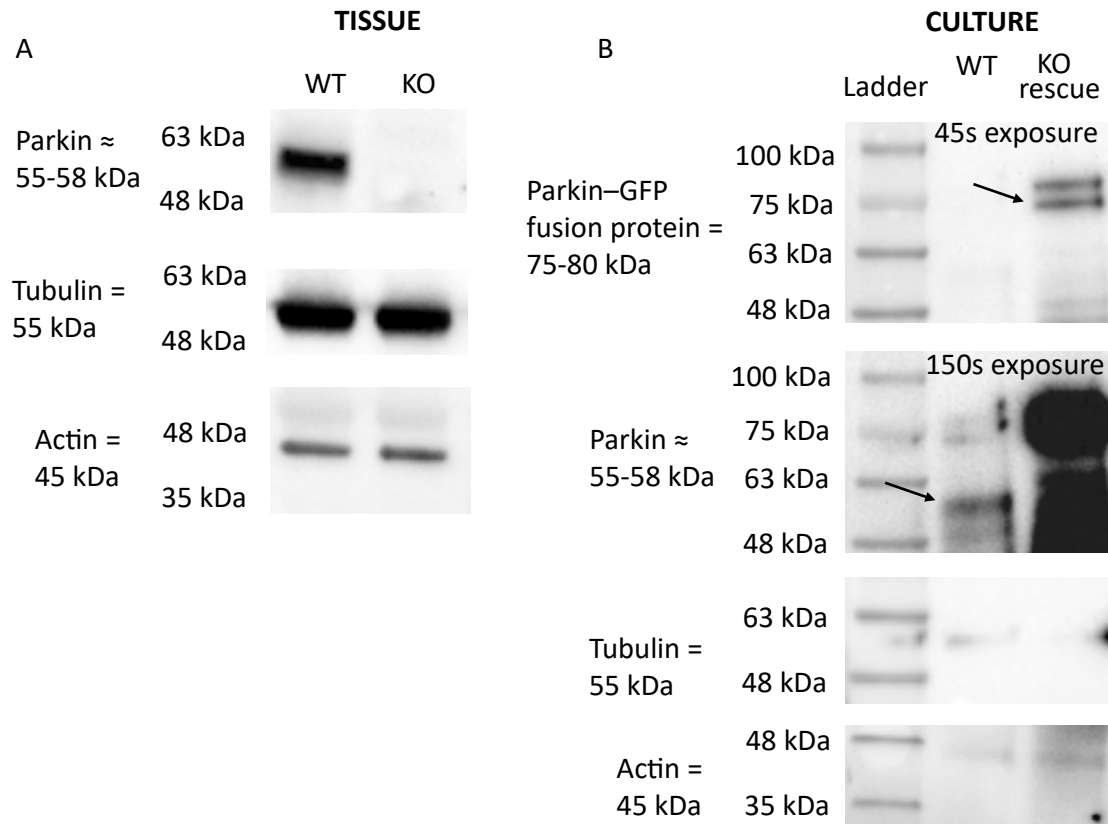 TISSUE
A
WT
KO
Parkin ≈
55-58 kDa
63 kDa
48 kDa
Tubulin =
55 kDa
63 kDa
48 kDa
Actin =
45 kDa
48 kDa
35 kDa
CULTURE
B
Ladder
WT
KO
rescue
45s exposure
Parkin–GFP
fusion protein =
75-80 kDa
100 kDa
75 kDa
63 kDa
48 kDa
150s exposure
Parkin ≈
55-58 kDa
100 kDa
75 kDa
63 kDa
48 kDa
Tubulin =
55 kDa
63 kDa
48 kDa
Actin =
45 kDa
48 kDa
35 kDa